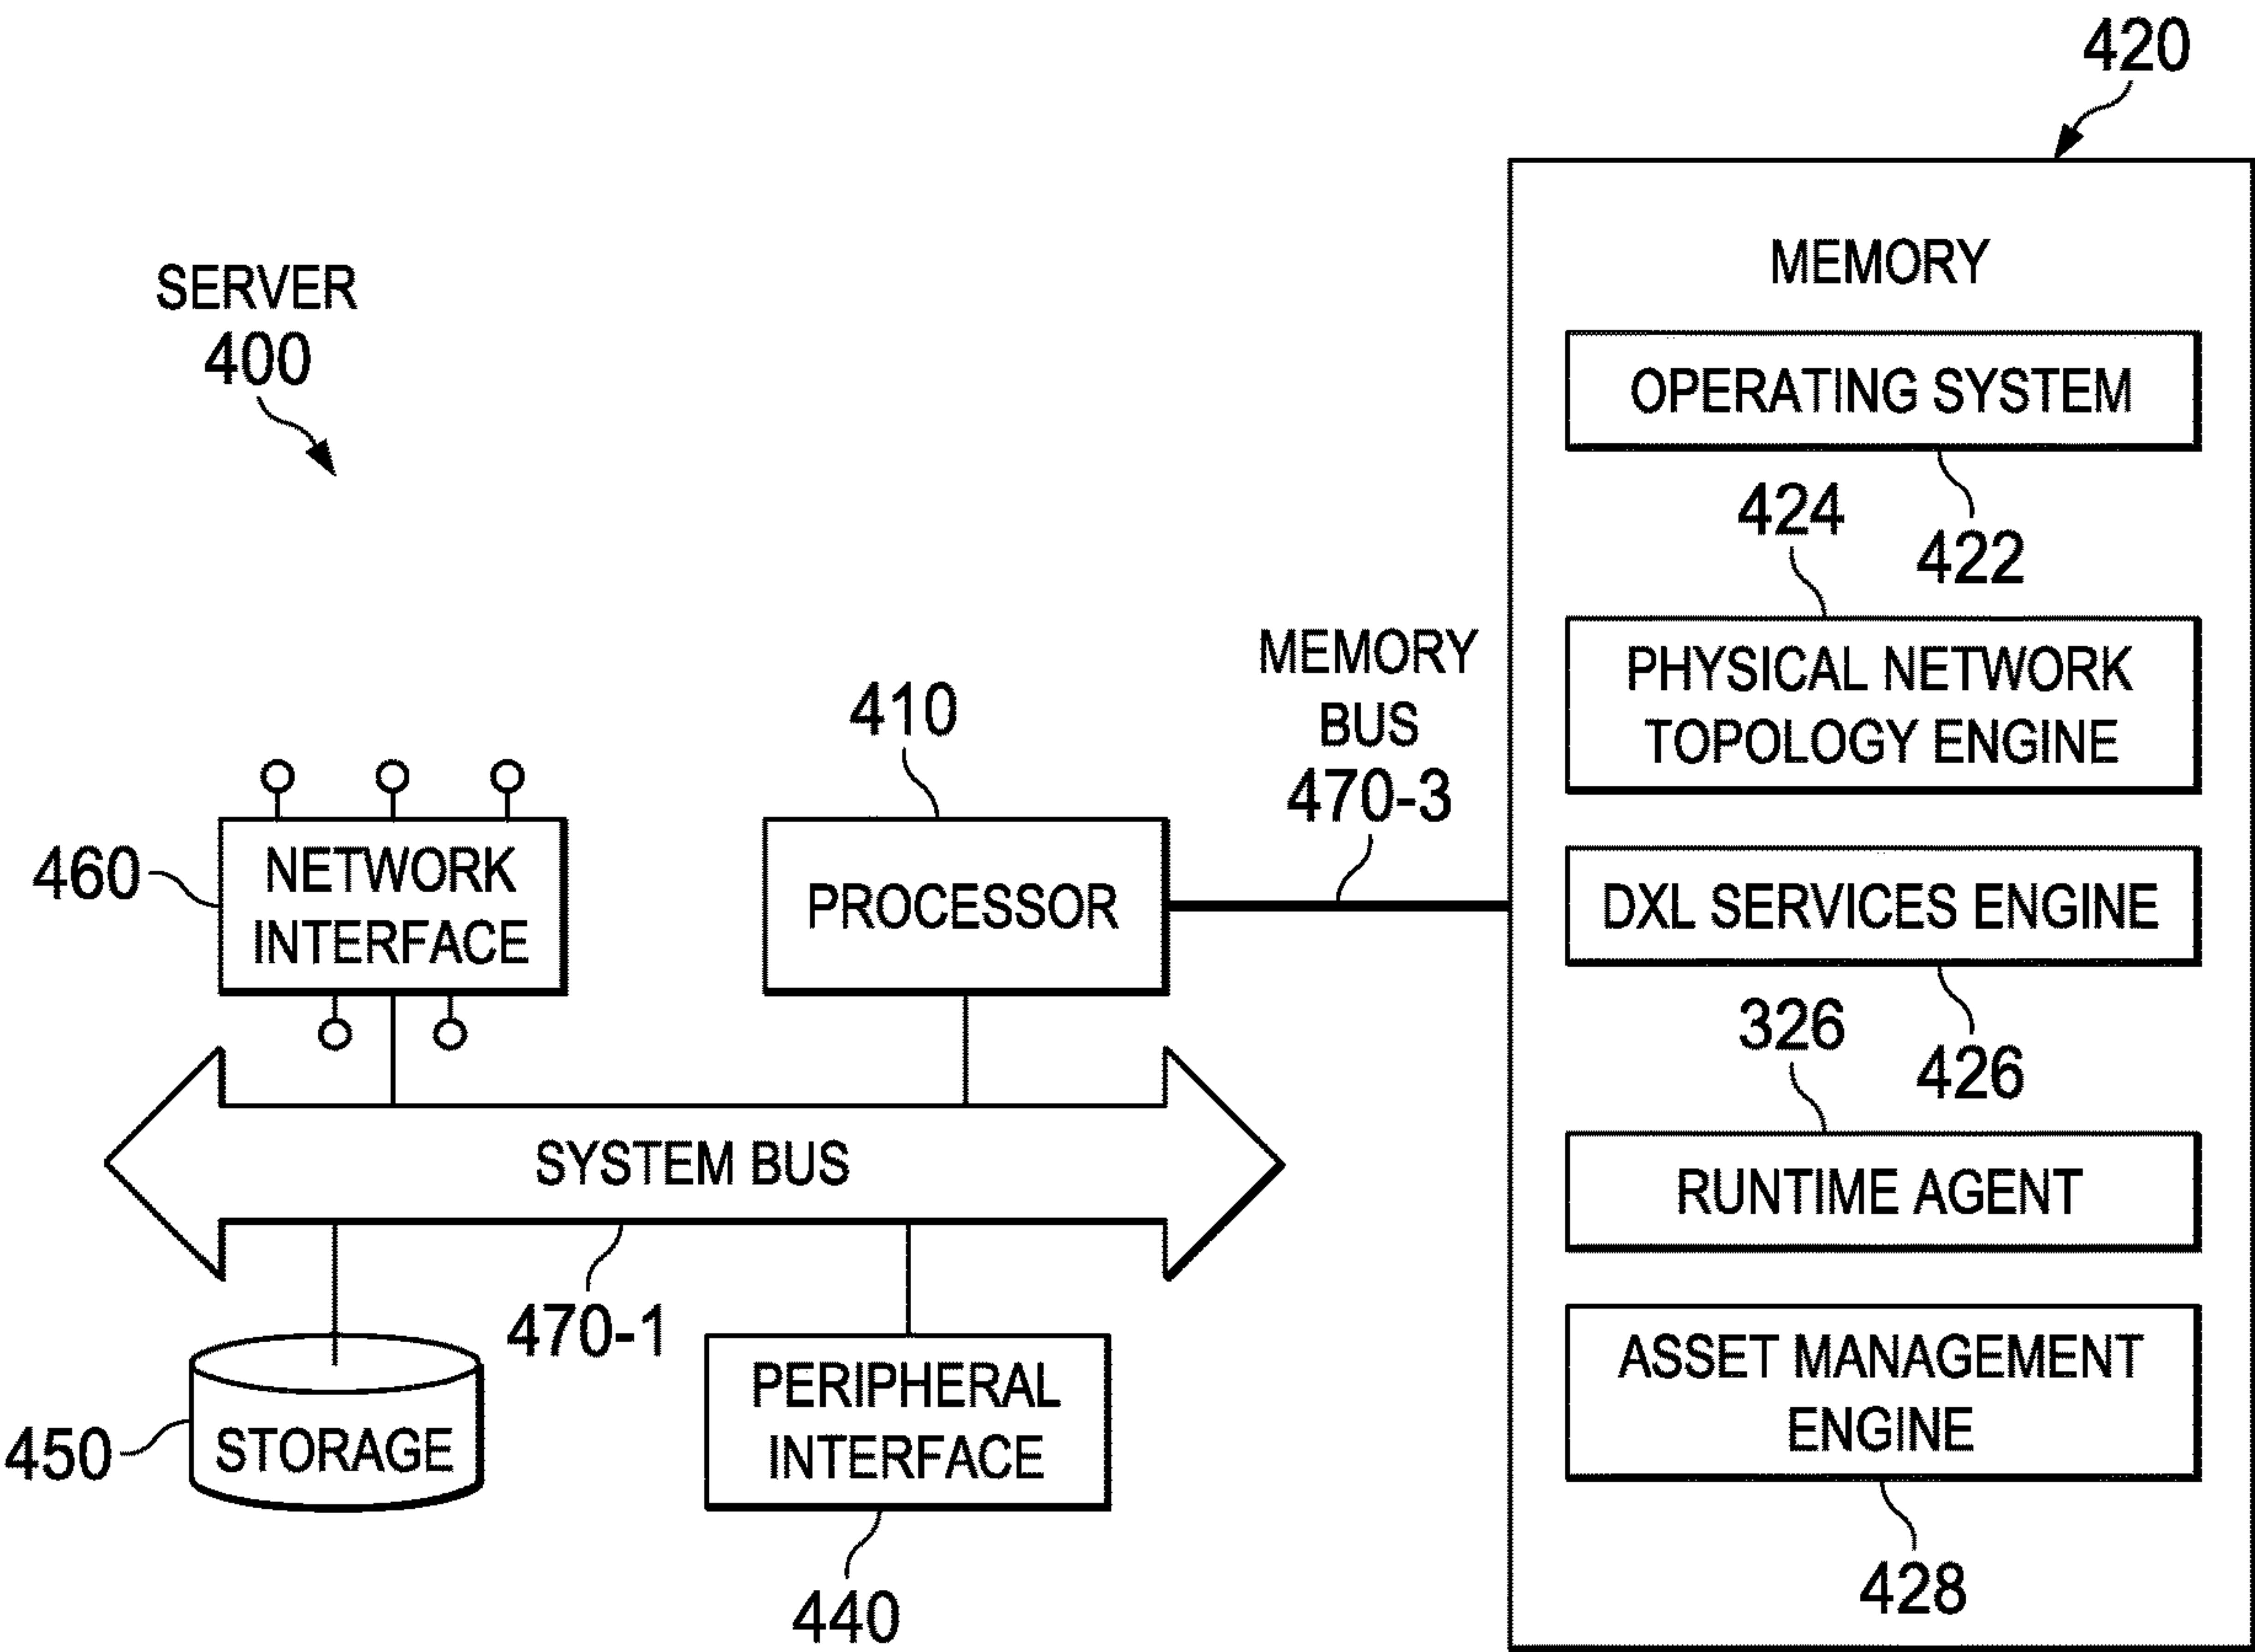 420
SERVER
400
MEMORY
OPERATING SYSTEM
424
422
PHYSICAL NETWORK
TOPOLOGY ENGINE
MEMORY
BUS
470-3
410
460
NETWORK
INTERFACE
PROCESSOR
DXL SERVICES ENGINE
326
426
SYSTEM BUS
470-1
RUNTIME AGENT
450
STORAGE
PERIPHERAL
INTERFACE
440
ASSET MANAGEMENT
ENGINE
428